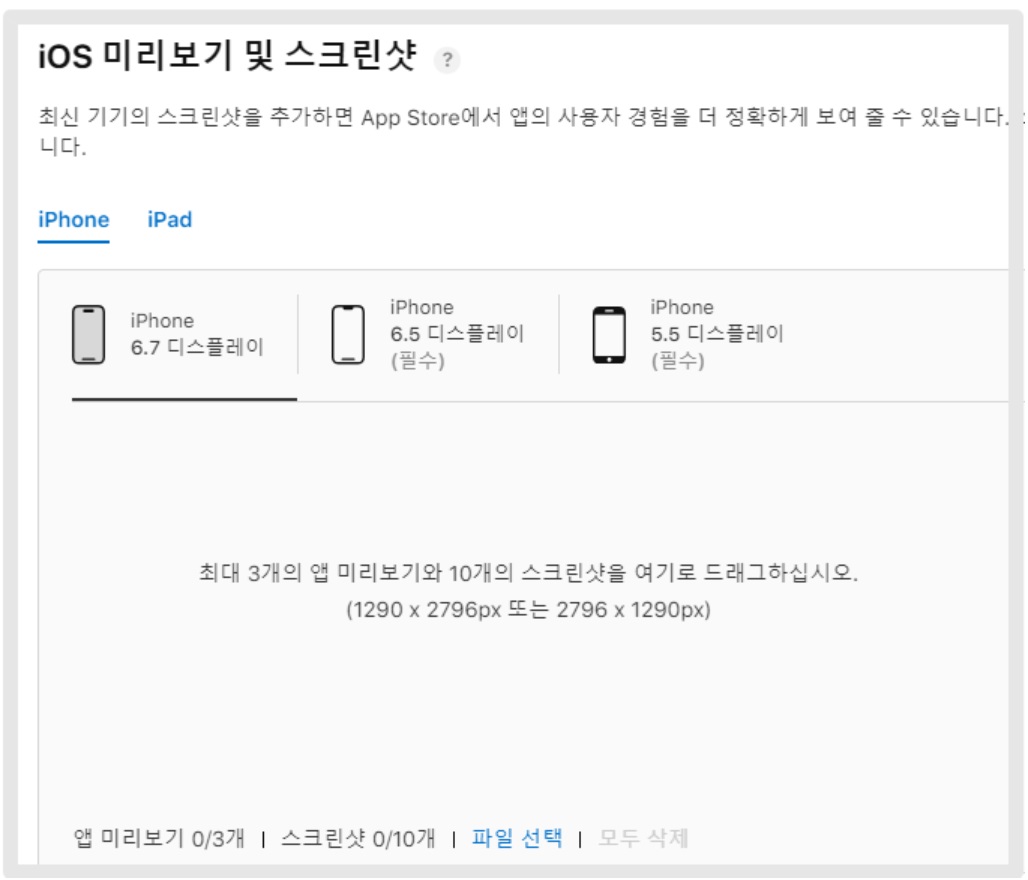 iOS 미리보기 및 스크린샷 ?
최신 기기의 스크린샷을 추가하면 App Store에서 앱의 사용자 경험을 더 정확하게 보여 줄 수 있습니다.
니다.
iPhone iPad
iPhone
6.7 디스플레이
iPhone
6.5 디스플레이
(필수)
iPhone
5.5 디스플레이
(필수)
최대 3개의 앱 미리보기와 10개의 스크린샷을 여기로 드래그하십시오.
(1290 x 2796px 또는 2796 x 1290px)
앱 미리보기 0/3개 | 스크린샷 0/10개 | 파일 선택 | 모두 삭제